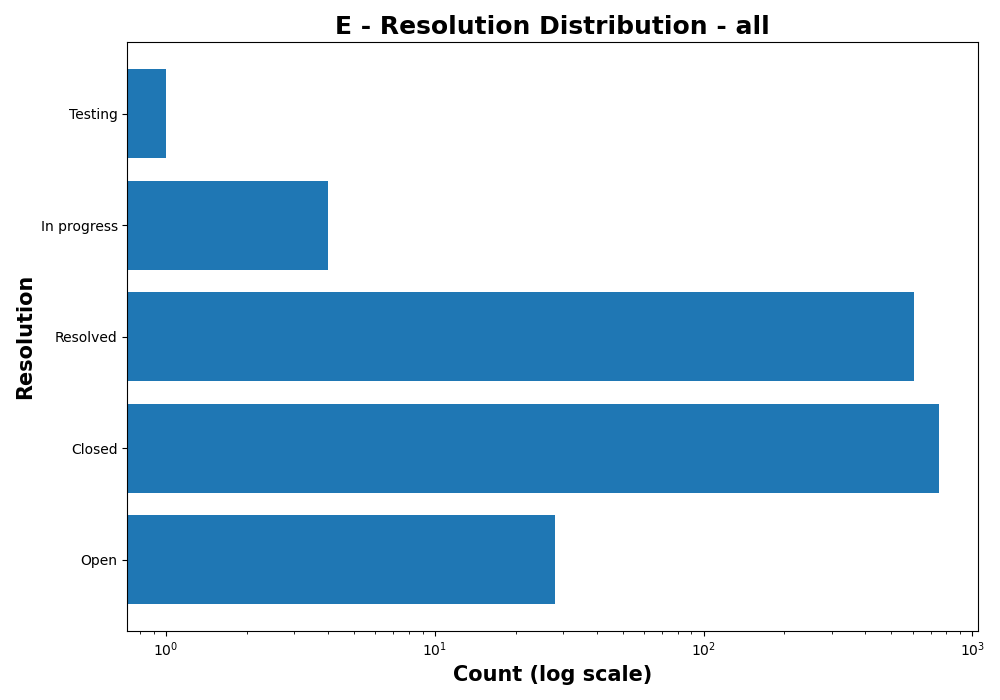 E - Resolution Distribution - all
Testing
In progress
Resolved
Closed
Open
Resolution
10⁰
10¹
10²
10³
Count (log scale)